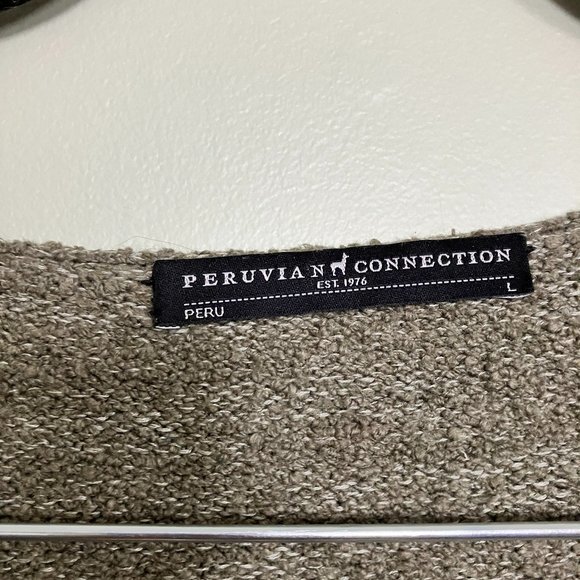 PERUVIAN CONNECTION
EST. 1976
PERU L